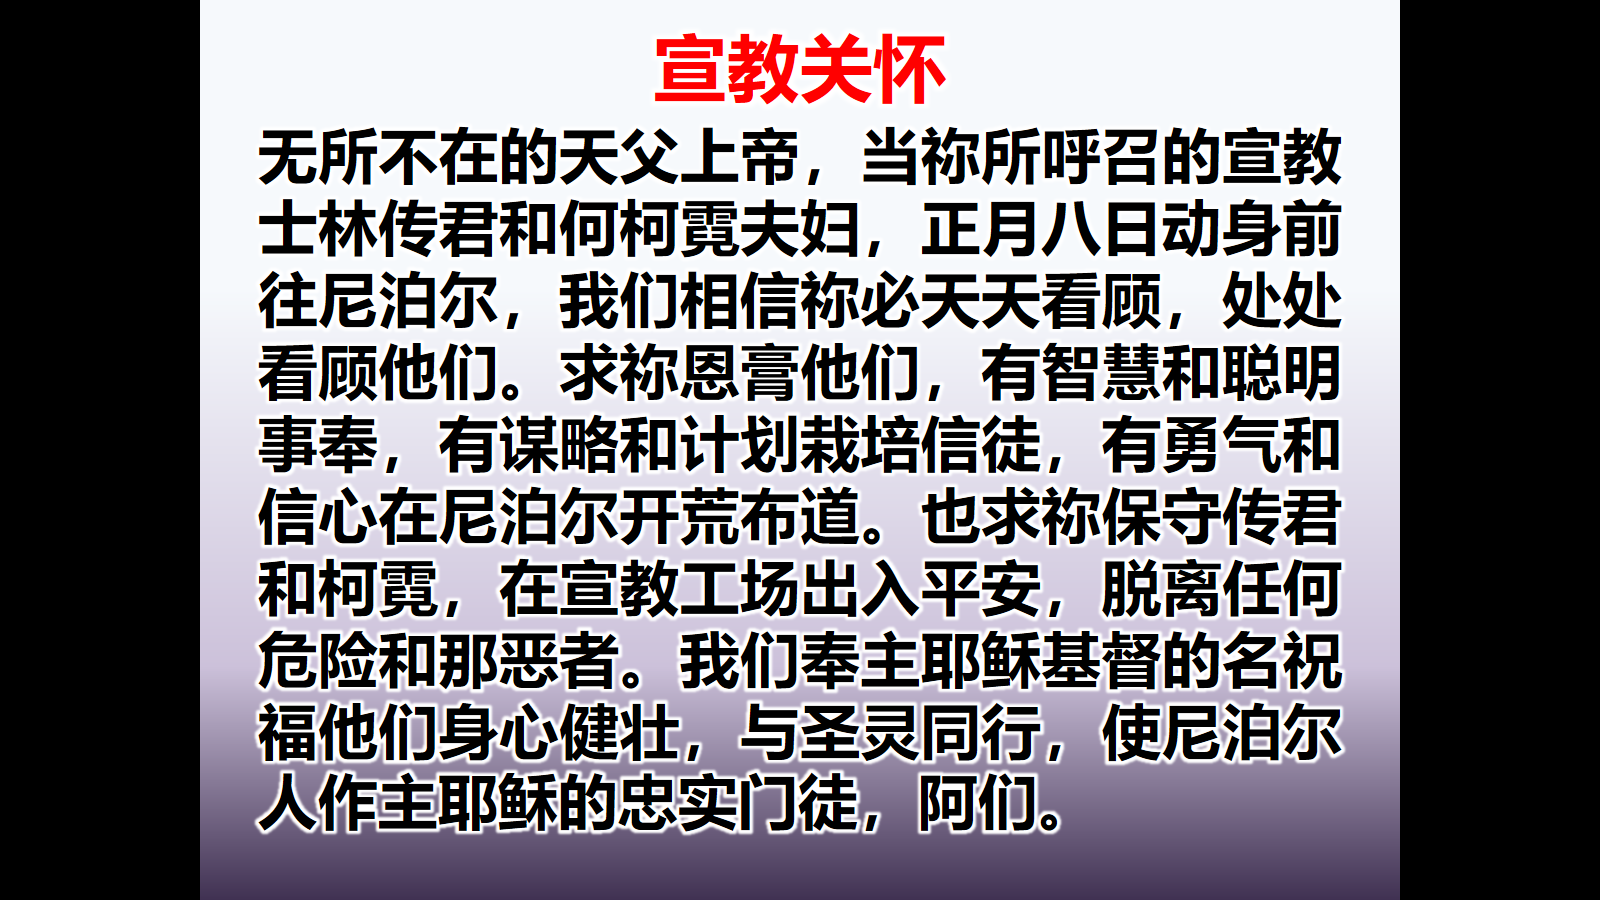 宣教关怀
无所不在的天父上帝，当祢所呼召的宣教
士林传君和何柯霓夫妇，正月八日动身前
往尼泊尔，我们相信祢必天天看顾，处处
看顾他们。求祢恩膏他们，有智慧和聪明
事奉，有谋略和计划栽培信徒，有勇气和
信心在尼泊尔开荒布道。也求祢保守传君
和柯霓，在宣教工场出入平安，脱离任何
危险和那恶者。我们奉主耶稣基督的名祝
福他们身心健壮，与圣灵同行，使尼泊尔
人作主耶稣的忠实门徒，阿们。